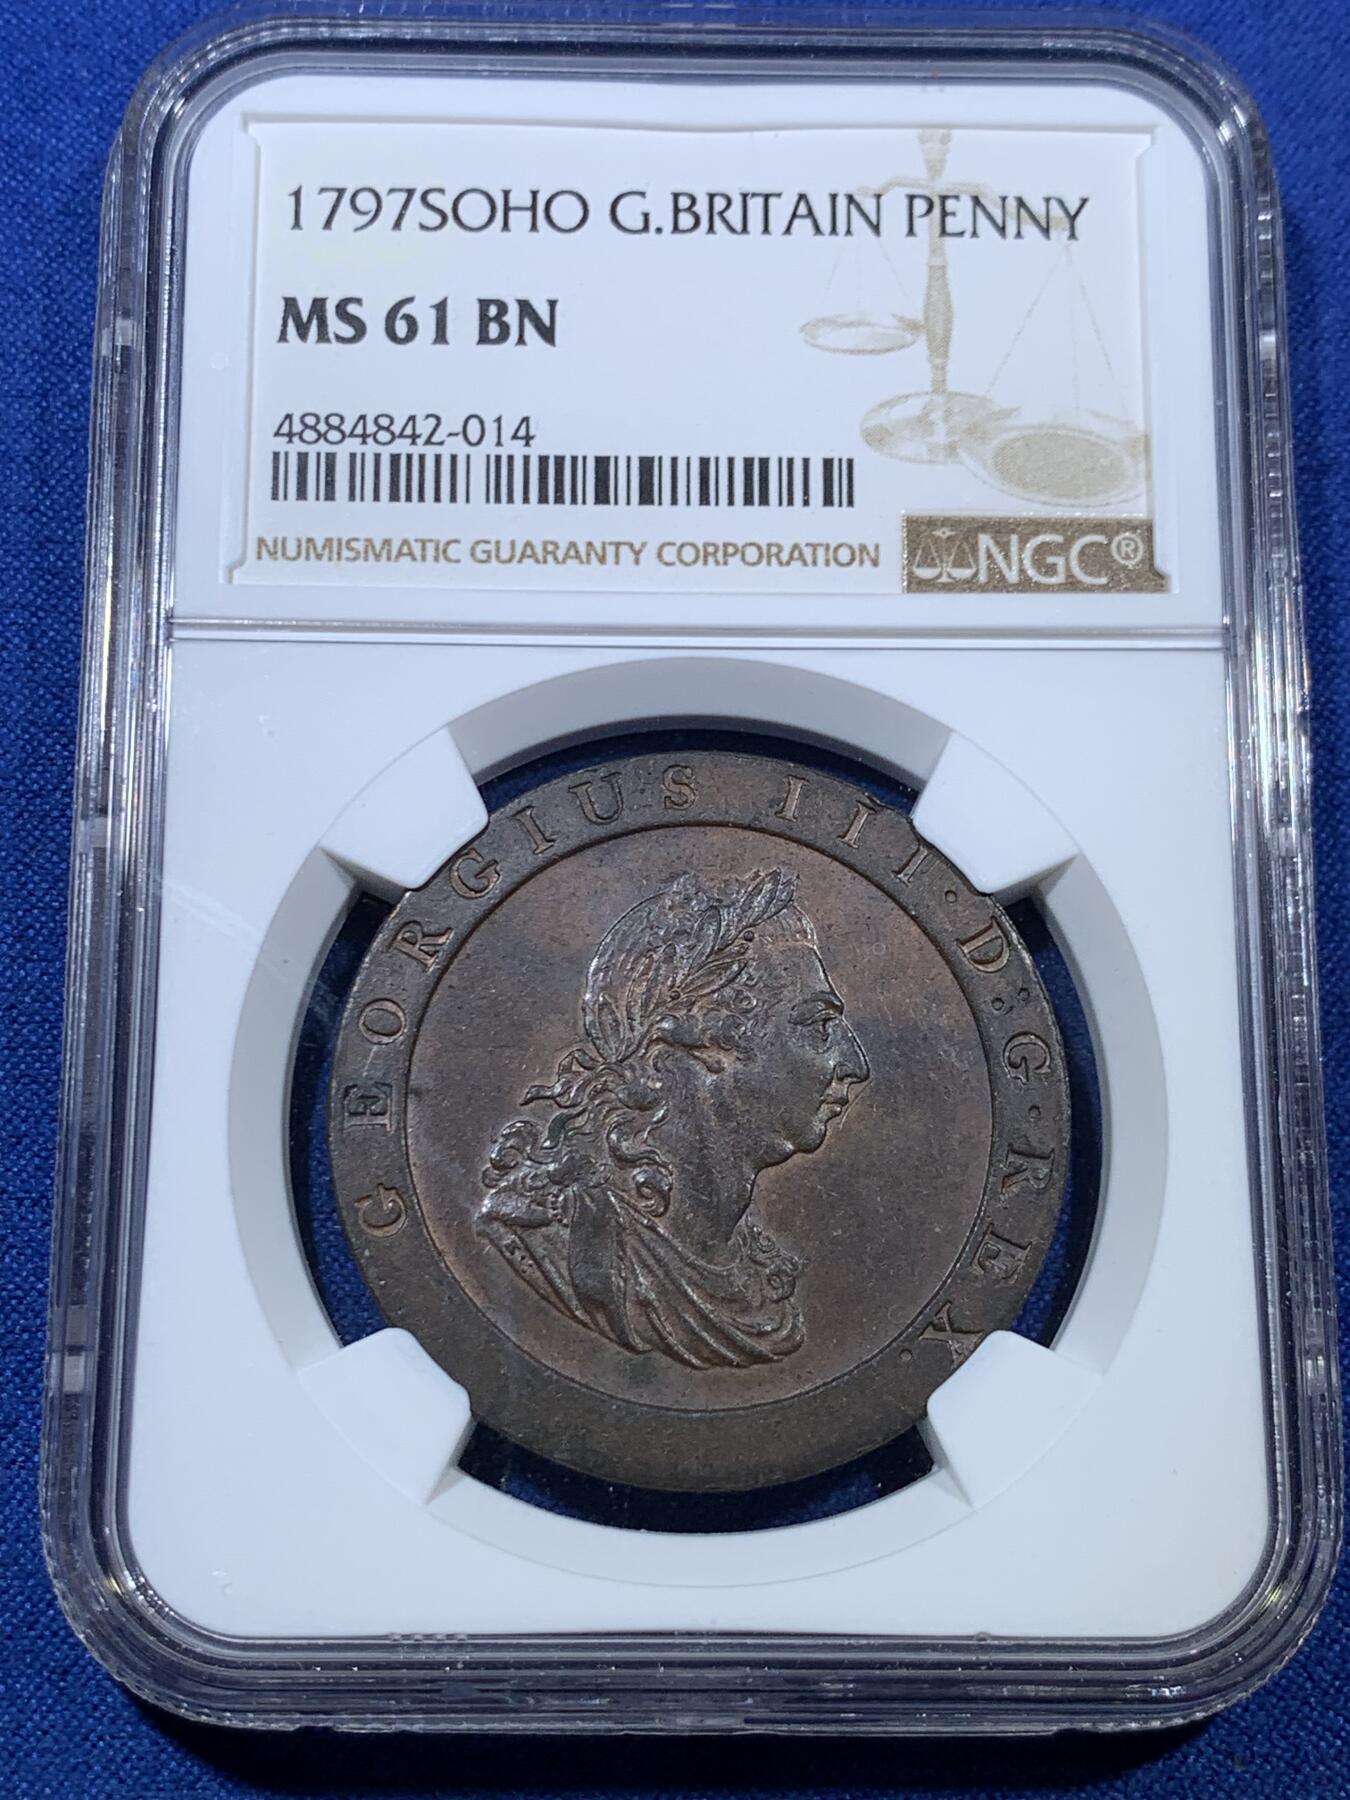 1797SOHO G.BRITAIN PENNY
MS 61 BN
4884842-014
NUMISMATIC GUARANTY CORPORATION
NGC®
GEORGIUS III·D:G·REX·